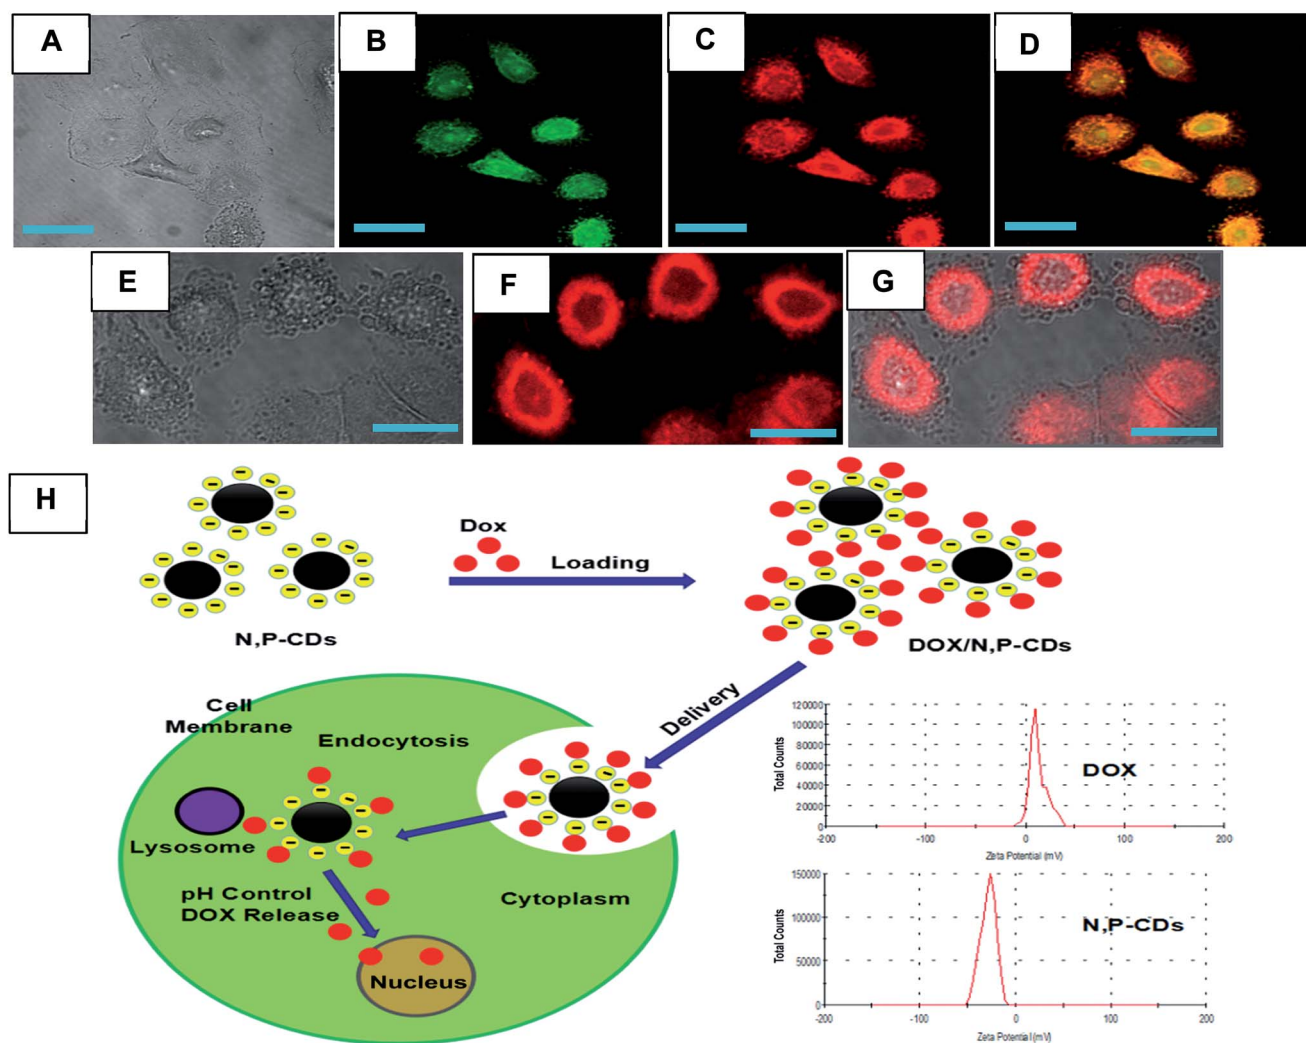 A
B
C
D
E
F
G
H
Dox
Loading
N,P-CDs
DOX/N,P-CDs
Delivery
Cell
Membrane
Endocytosis
Lysosome
pH Control
DOX Release
Cytoplasm
Nucleus
120000
100000
80000
60000
40000
20000
0
Total Counts
DOX
-200
-100
0
100
200
Zeta Potential (mV)
150000
100000
50000
0
Total Counts
N,P-CDs
-200
-100
0
100
200
Zeta Potential (mV)